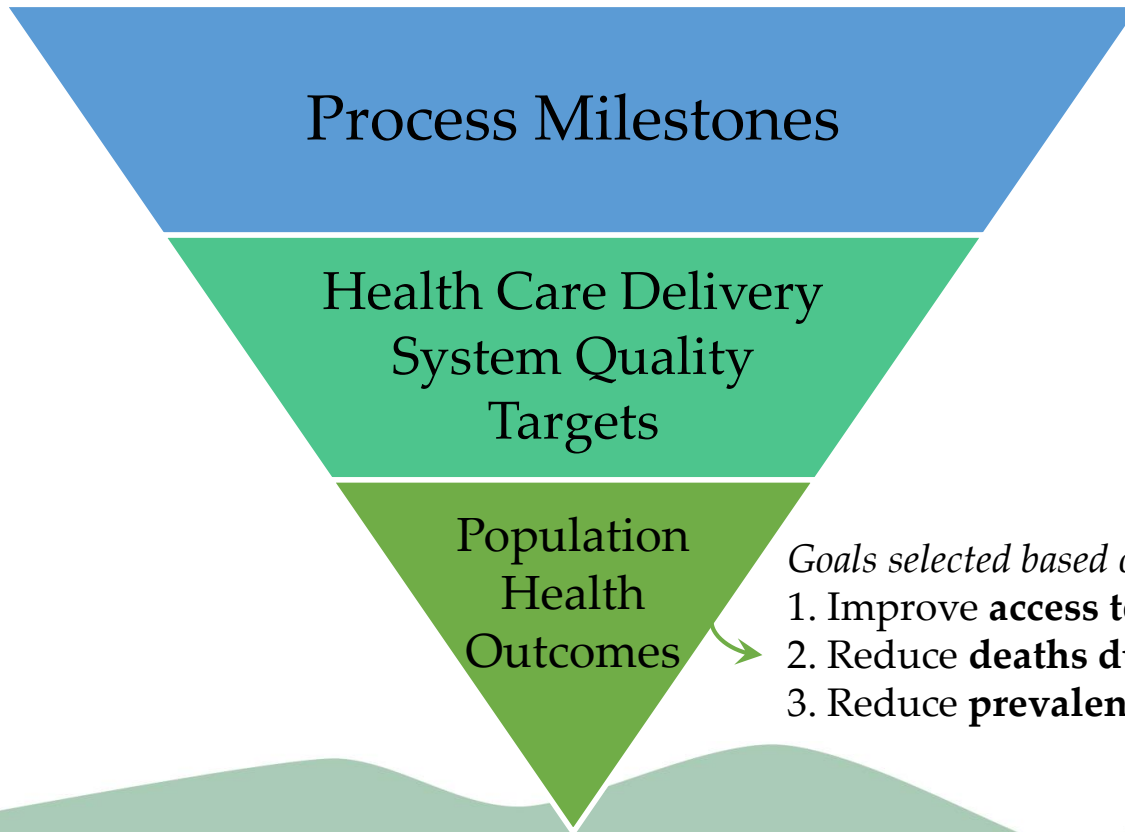 Process Milestones
Health Care Delivery
System Quality
Targets
Population
Health
Outcomes
Goals selected based
1. Improve access
2. Reduce deaths
3. Reduce